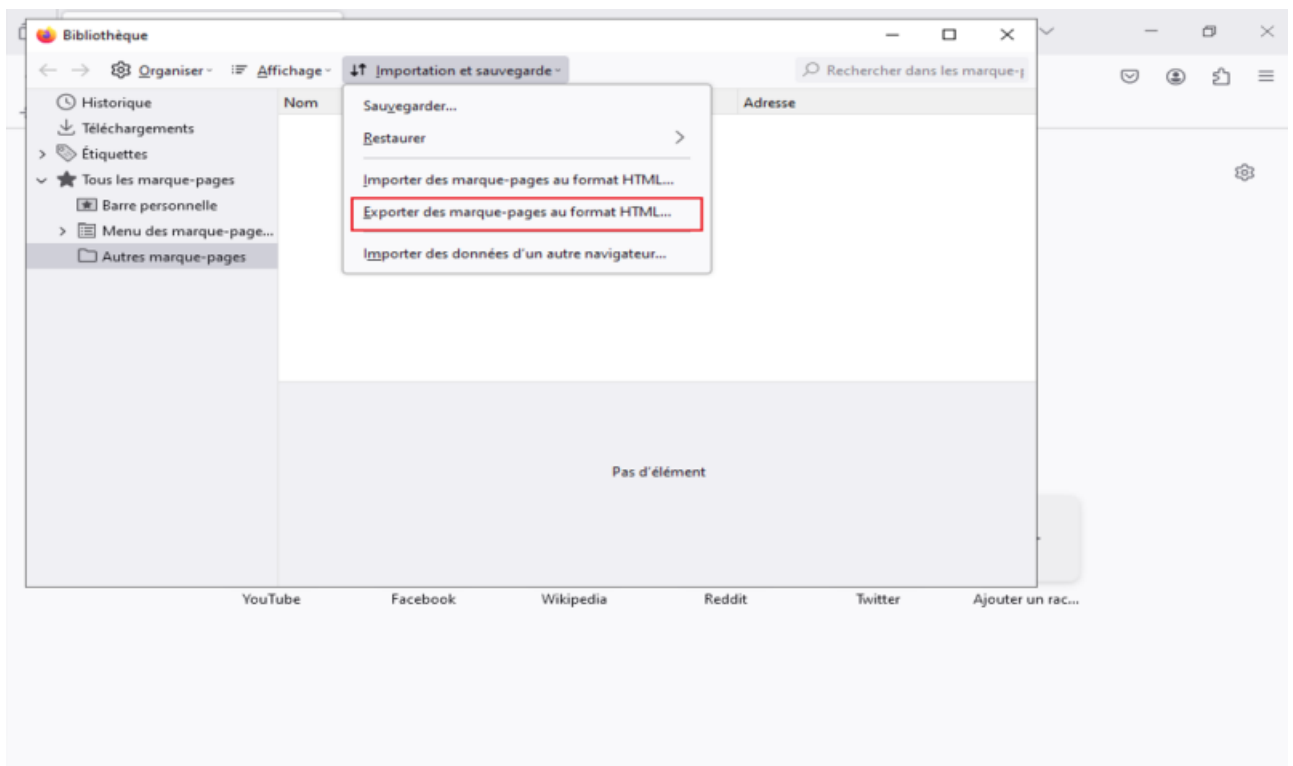 Bibliothèque
Organiser
Affichage
Importation et sauvegarde
Rechercher dans les marque-p
Historique
Téléchargements
Étiquettes
Tous les marque-pages
Barre personnelle
Menu des marque-page...
Autres marque-pages
Nom
Adresse
Sauvegarder...
Restaurer
Importer des marque-pages au format HTML...
Exporter des marque-pages au format HTML...
Importer des données d'un autre navigateur...
Pas d'élément
YouTube Facebook Wikipedia Reddit Twitter Ajouter un rac...